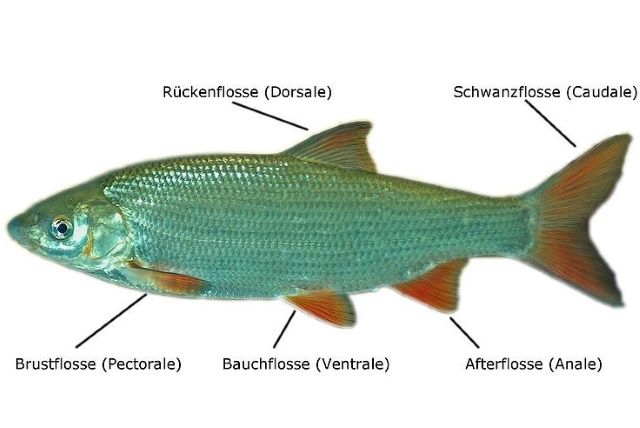 Rückenflosse (Dorsale)
Schwanzflosse (Caudale)
Brustflosse (Pectorale)
Bauchflosse (Ventrale)
Afterflosse (Anale)